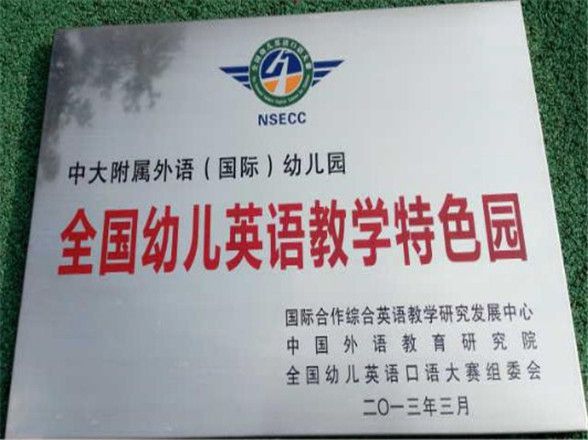 NSECC
中大附属外语（国际）幼儿园
全国幼儿英语教学特色园
国际合作综合英语教学研究发展中心
中国外语教育研究院
全国幼儿英语口语大赛组委会
二〇一三年三月